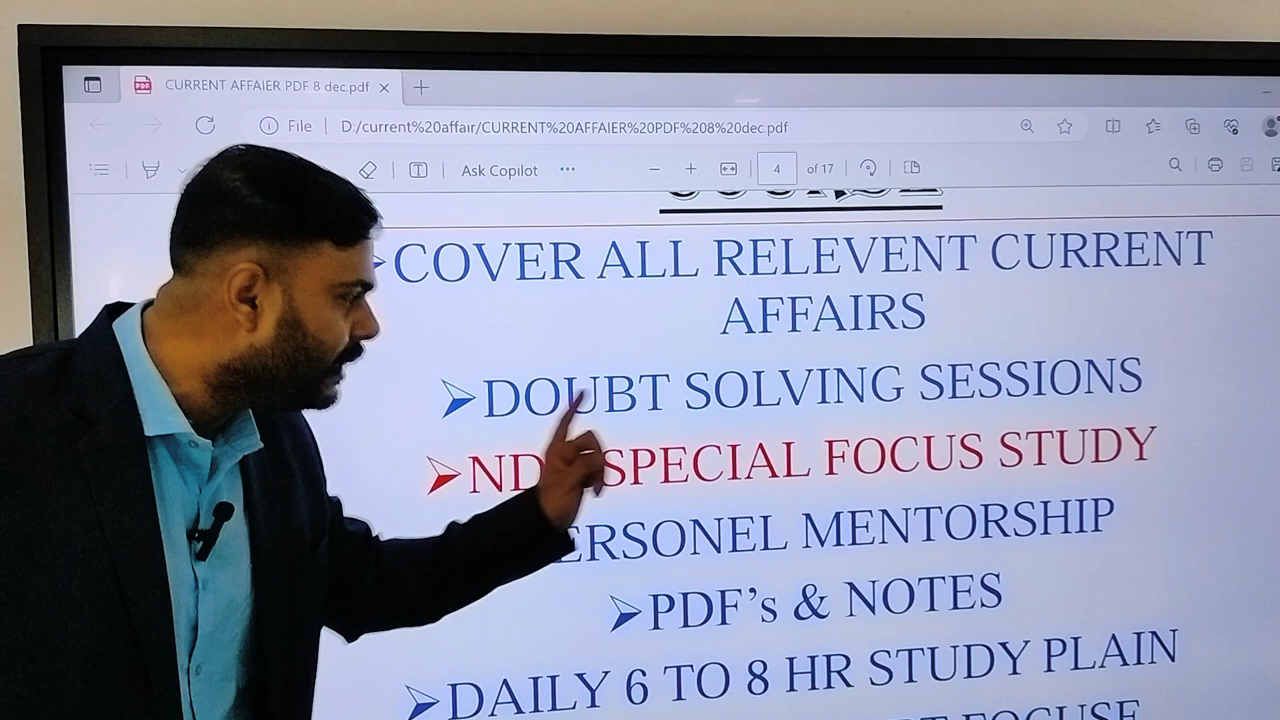 CURRENT AFFAIER PDF 8 dec.pdf
File D:/current%20affair/CURRENT%20AFFAIER%20PDF%208%20dec.pdf
Ask Copilot 4 of 17
COVER ALL RELEVENT CURRENT
AFFAIRS
DOUBT SOLVING SESSIONS
SPECIAL FOCUS STUDY
MENTORSHIP
PDF's & NOTES
DAILY 6 TO 8 HR STUDY PLAIN
FOCUSE